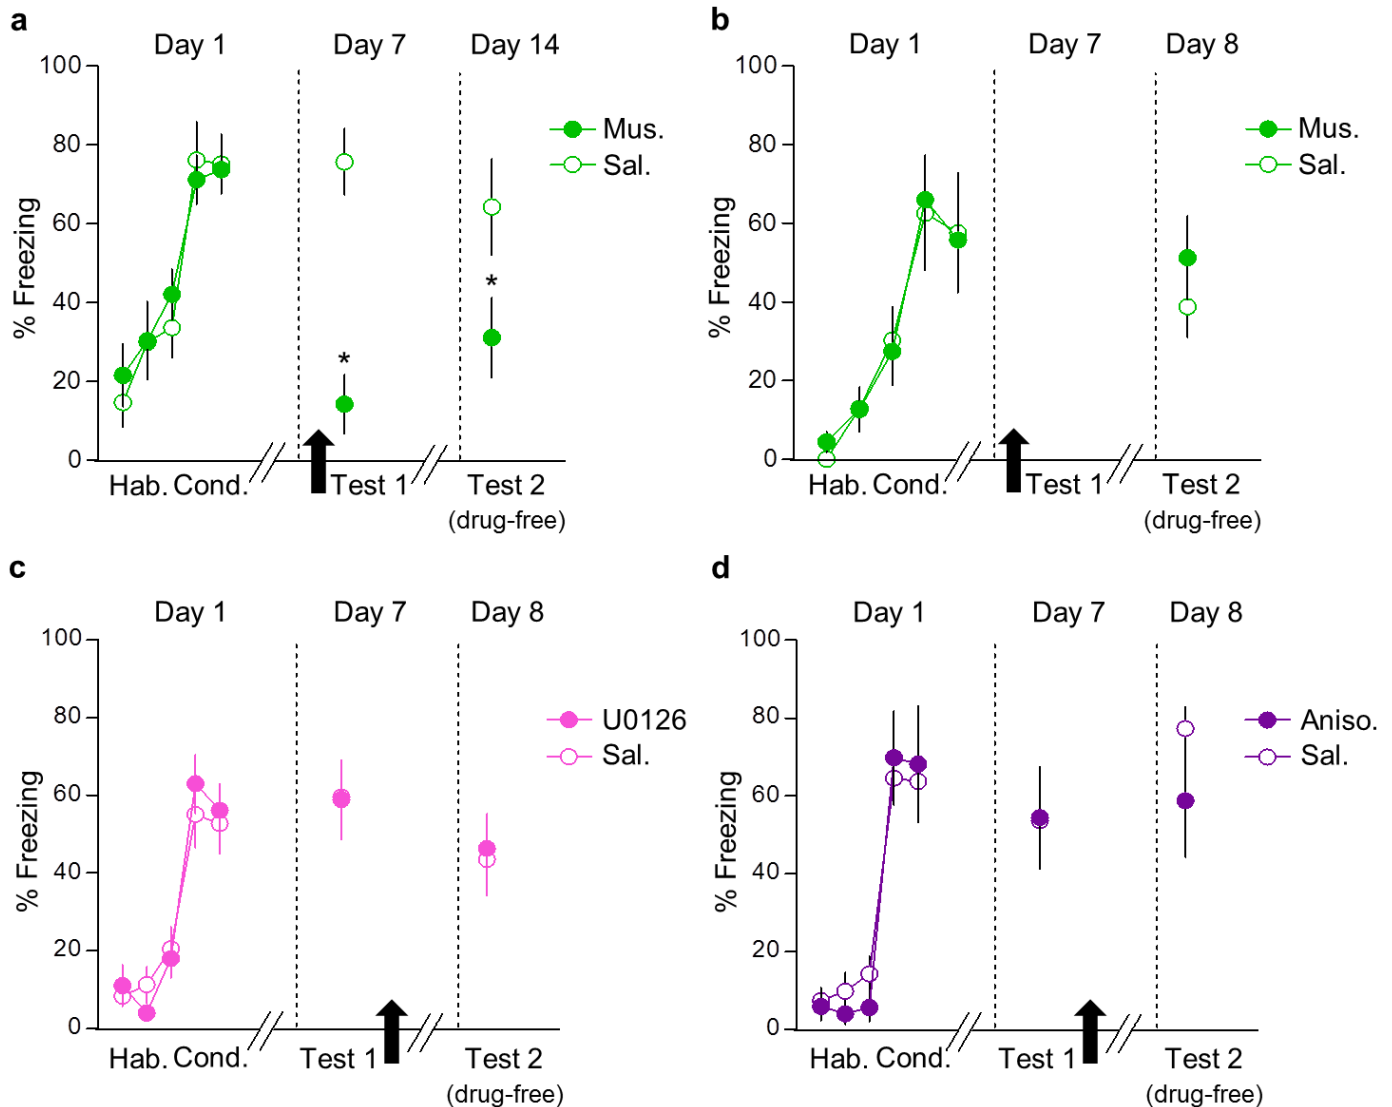 a
Day 1 Day 7 Day 14
100
80
60
40
20
0
% Freezing
Mus.
Sal.
*
*
Hab. Cond. Test 1 Test 2
(drug-free)
b
Day 1 Day 7 Day 8
100
80
60
40
20
0
% Freezing
Mus.
Sal.
Hab. Cond. Test 1 Test 2
(drug-free)
c
Day 1 Day 7 Day 8
100
80
60
40
20
0
% Freezing
U0126
Sal.
Hab. Cond. Test 1 Test 2
(drug-free)
d
Day 1 Day 7 Day 8
100
80
60
40
20
0
% Freezing
Aniso.
Sal.
Hab. Cond. Test 1 Test 2
(drug-free)